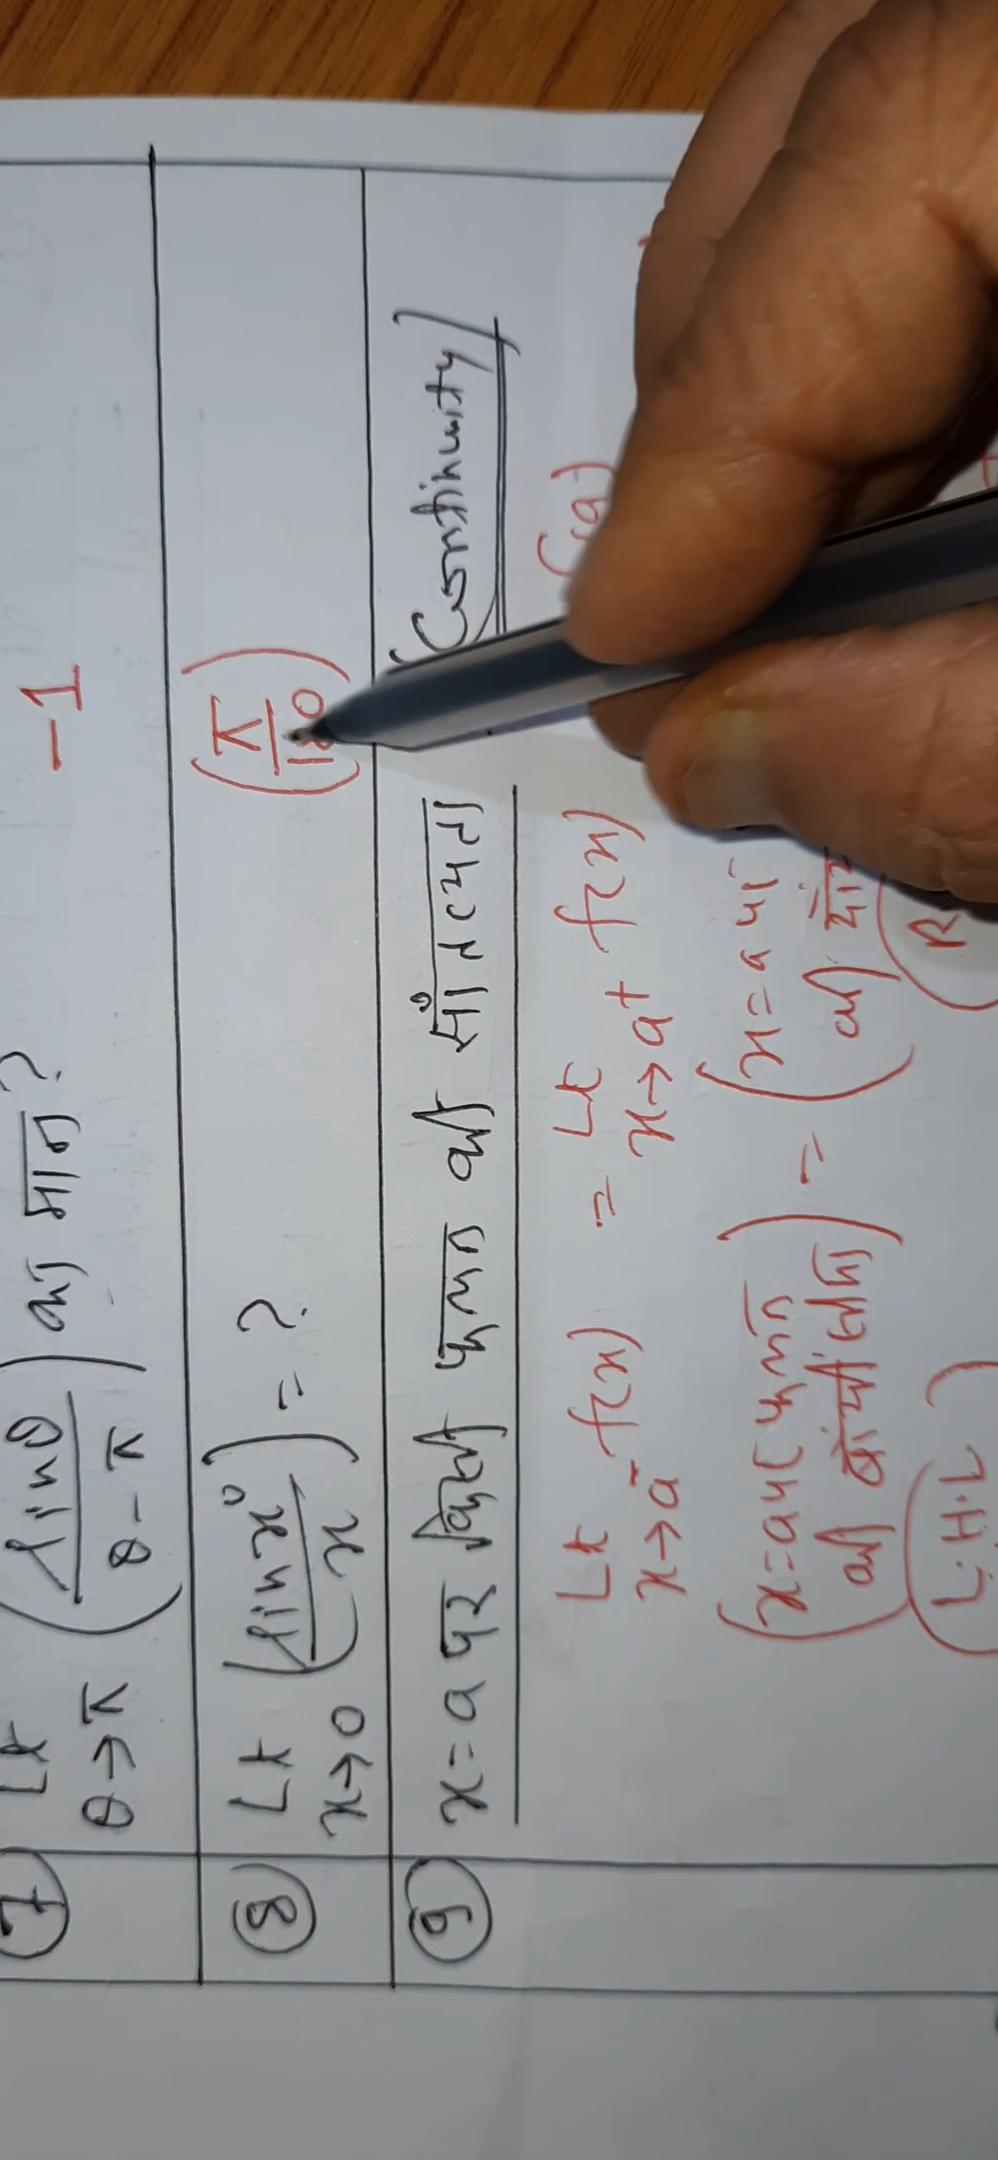 7 Lt θ→π (sinθ / θ-π) का मान? -1
8 Lt x→0 (sin x° / x) = ? (π/180)
9 x=a पर किसी फलन की सांतत्यता (Continuity)
Lt x→a⁻ f(x) = Lt x→a⁺ f(x)
(x=a पर फलन = (x=a पर
की बायीं सीमा) की
L.H.L R